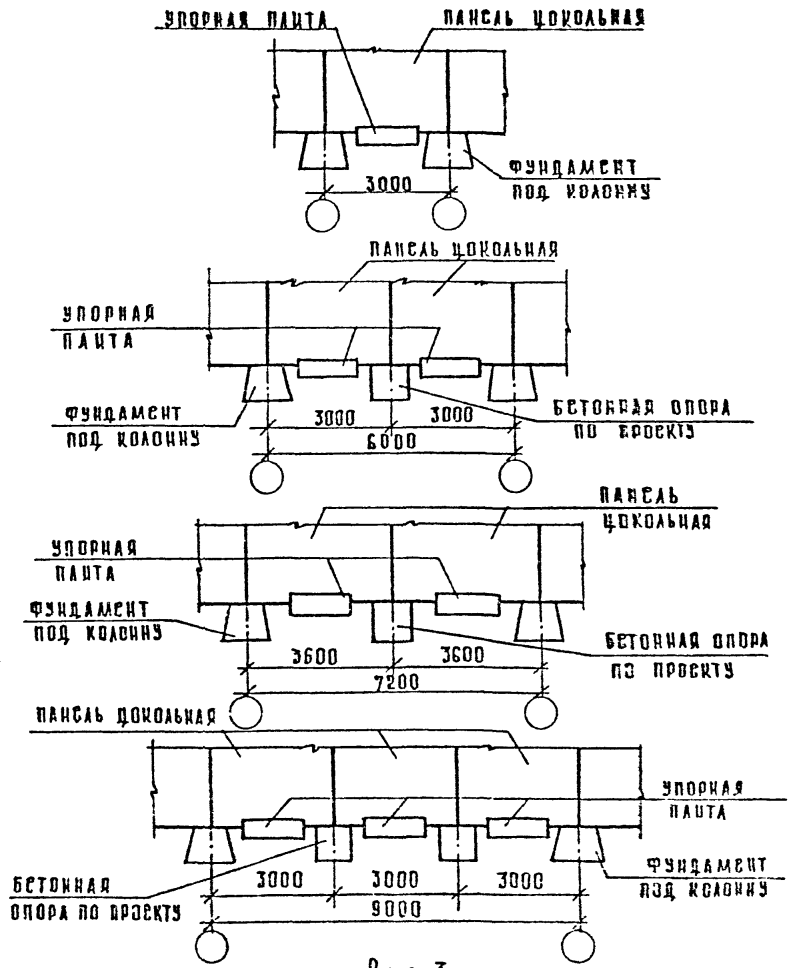 УПОРНАЯ ПЛИТА
ПАНЕЛЬ ЦОКОЛЬНАЯ
ФУНДАМЕНТ
ПОД КОЛОННУ
3000
ПАНЕЛЬ ЦОКОЛЬНАЯ
УПОРНАЯ
ПЛИТА
ФУНДАМЕНТ
ПОД КОЛОННУ
3000
3000
БЕТОННАЯ ОПОРА
ПО ПРОЕКТУ
6000
ПАНЕЛЬ
ЦОКОЛЬНАЯ
УПОРНАЯ
ПЛИТА
ФУНДАМЕНТ
ПОД КОЛОННУ
3600
3600
БЕТОННАЯ ОПОРА
ПО ПРОЕКТУ
7200
ПАНЕЛЬ ЦОКОЛЬНАЯ
УПОРНАЯ
ПЛИТА
3000
3000
3000
ФУНДАМЕНТ
ПОД КОЛОННУ
БЕТОННАЯ
ОПОРА ПО ПРОЕКТУ
9000